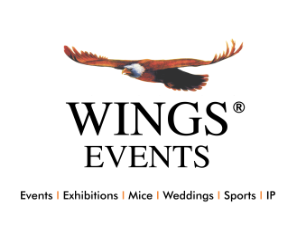 WINGS®
EVENTS
Events | Exhibitions | Mice | Weddings | Sports | IP